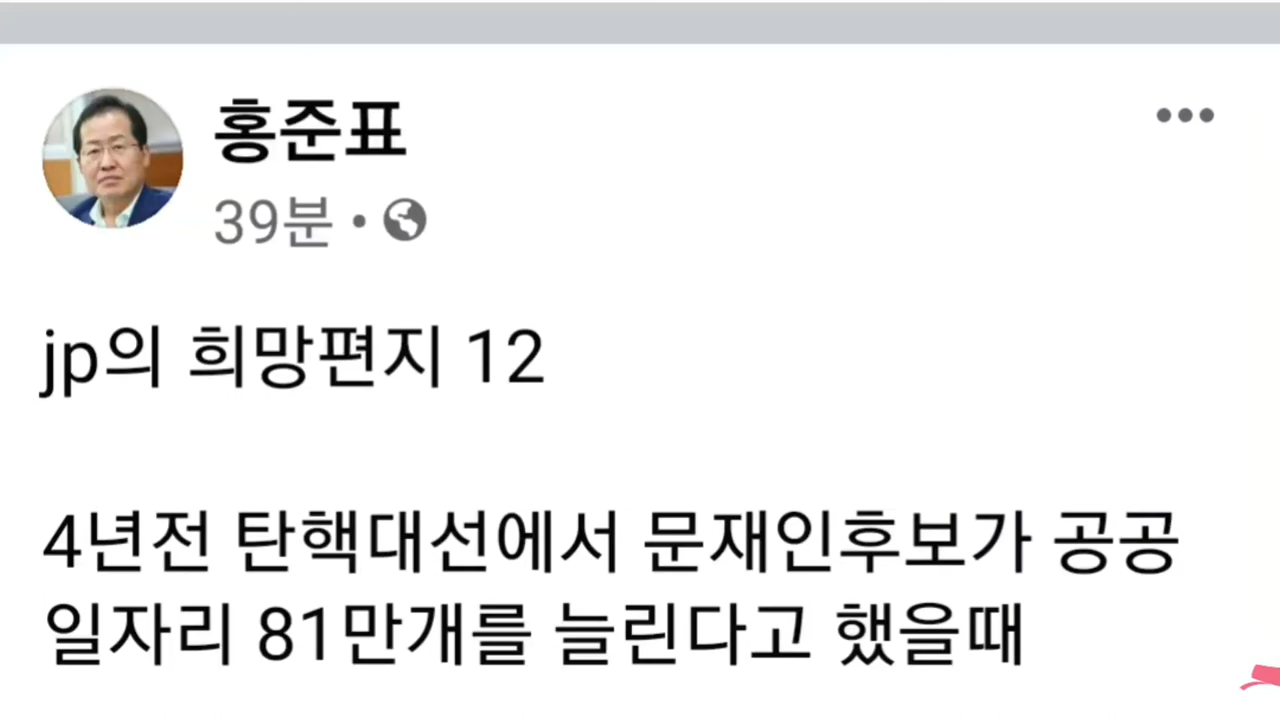 홍준표
39분 •
jp의 희망편지 12
4년전 탄핵대선에서 문재인후보가 공공
일자리 81만개를 늘린다고 했을때